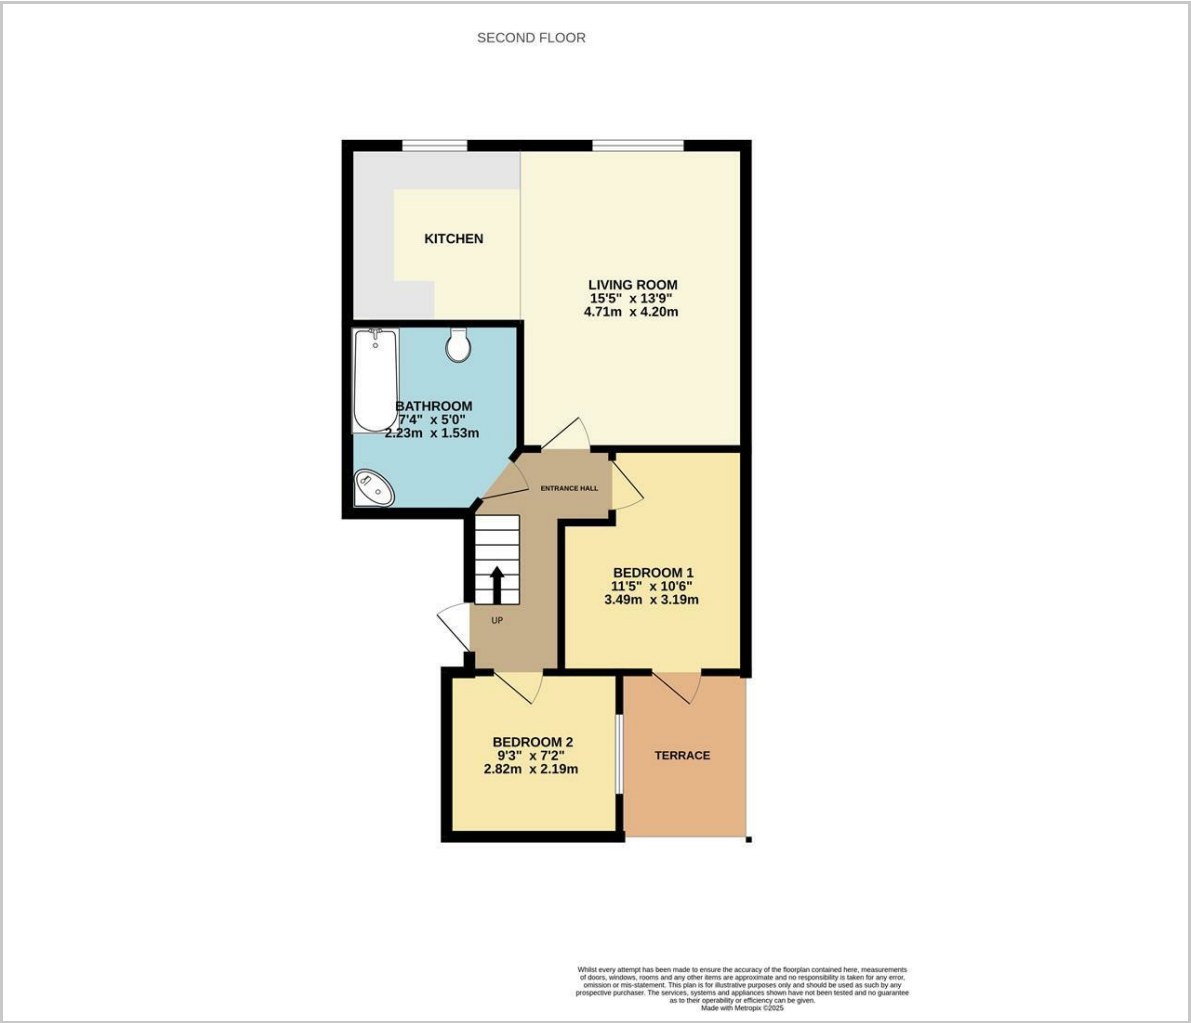 SECOND FLOOR
KITCHEN
LIVING ROOM
15'5" x 13'9"
4.71m x 4.20m
BATHROOM
7'4" x 5'0"
2.23m x 1.53m
ENTRANCE HALL
BEDROOM 1
11'5" x 10'6"
3.49m x 3.19m
UP
BEDROOM 2
9'3" x 7'2"
2.82m x 2.19m
TERRACE
Whilst every attempt has been made to ensure the accuracy of the floorplan contained here, measurements
of doors, windows, rooms and any other items are approximate and no responsibility is taken for any error,
omission or mis-statement. This plan is for illustrative purposes only and should be used as such by any
prospective purchaser. The services, systems and appliances shown have not been tested and no guarantee
as to their operability or efficiency can be given.
Made with Metropix ©2025